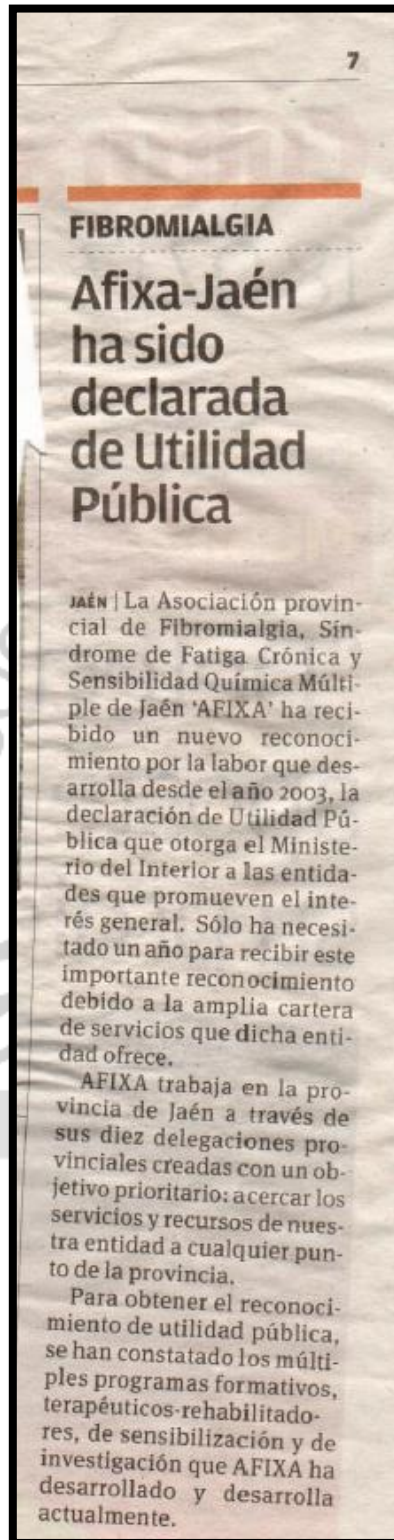 7
FIBROMIALGIA
Afixa-Jaén
ha sido
declarada
de Utilidad
Pública
JAÉN | La Asociación provin-
cial de Fibromialgia, Sín-
drome de Fatiga Crónica y
Sensibilidad Química Múlti-
ple de Jaén 'AFIXA' ha reci-
bido un nuevo reconoci-
miento por la labor que des-
arrolla desde el año 2003, la
declaración de Utilidad Pú-
blica que otorga el Ministe-
rio del Interior a las entida-
des que promueven el inte-
rés general. Sólo ha necesi-
tado un año para recibir este
importante reconocimiento
debido a la amplia cartera
de servicios que dicha enti-
dad ofrece.
AFIXA trabaja en la pro-
vincia de Jaén a través de
sus diez delegaciones pro-
vinciales creadas con un ob-
jetivo prioritario: acercar los
servicios y recursos de nues-
tra entidad a cualquier pun-
to de la provincia.
Para obtener el reconoci-
miento de utilidad pública,
se han constatado los múlti-
ples programas formativos,
terapéuticos-rehabilitado-
res, de sensibilización y de
investigación que AFIXA ha
desarrollado y desarrolla
actualmente.